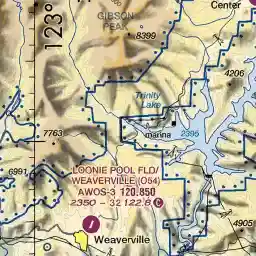 GIBSON
PEAK
Center
123°
8399
4206
Trinity
Lake
marina
2395
7763
6991
LOONIE POOL FLD/
WEAVERVILLE (O54)
AWOS-3 120.850
2350 - 32 122.8 C
4905
Weaverville